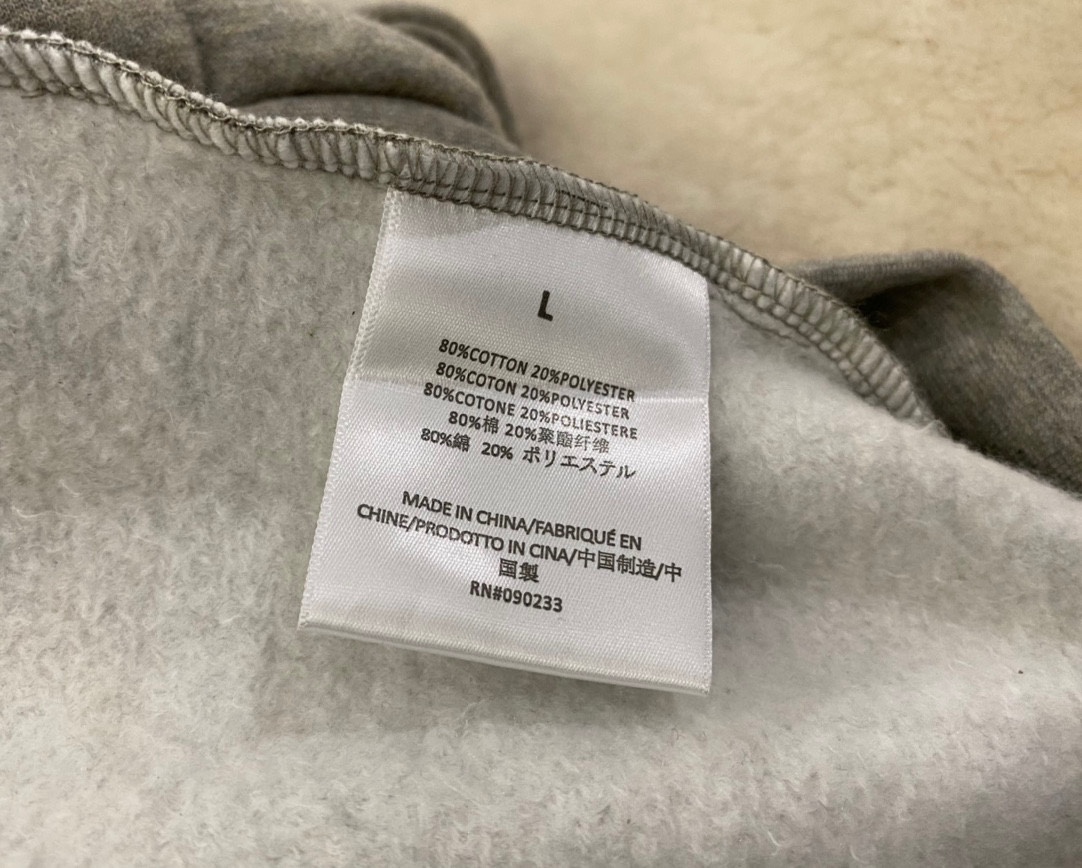 L
80%COTTON 20%POLYESTER
80%COTON 20%POLYESTER
80%COTONE 20%POLIESTERE
80%棉 20%聚酯纤维
80%綿 20% ポリエステル
MADE IN CHINA/FABRIQUÉ EN
CHINE/PRODOTTO IN CINA/中国制造/中
国製
RN#090233